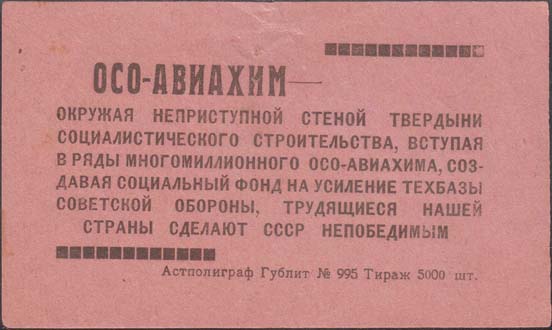 ОСО-АВИАХИМ—
ОКРУЖАЯ НЕПРИСТУПНОЙ СТЕНОЙ ТВЕРДЫНИ
СОЦИАЛИСТИЧЕСКОГО СТРОИТЕЛЬСТВА, ВСТУПАЯ
В РЯДЫ МНОГОМИЛЛИОННОГО ОСО-АВИАХИМА, СОЗ-
ДАВАЯ СОЦИАЛЬНЫЙ ФОНД НА УСИЛЕНИЕ ТЕХБАЗЫ
СОВЕТСКОЙ ОБОРОНЫ, ТРУДЯЩИЕСЯ НАШЕЙ
СТРАНЫ СДЕЛАЮТ СССР НЕПОБЕДИМЫМ
Астполиграф Гублит № 995 Тираж 5000 шт.